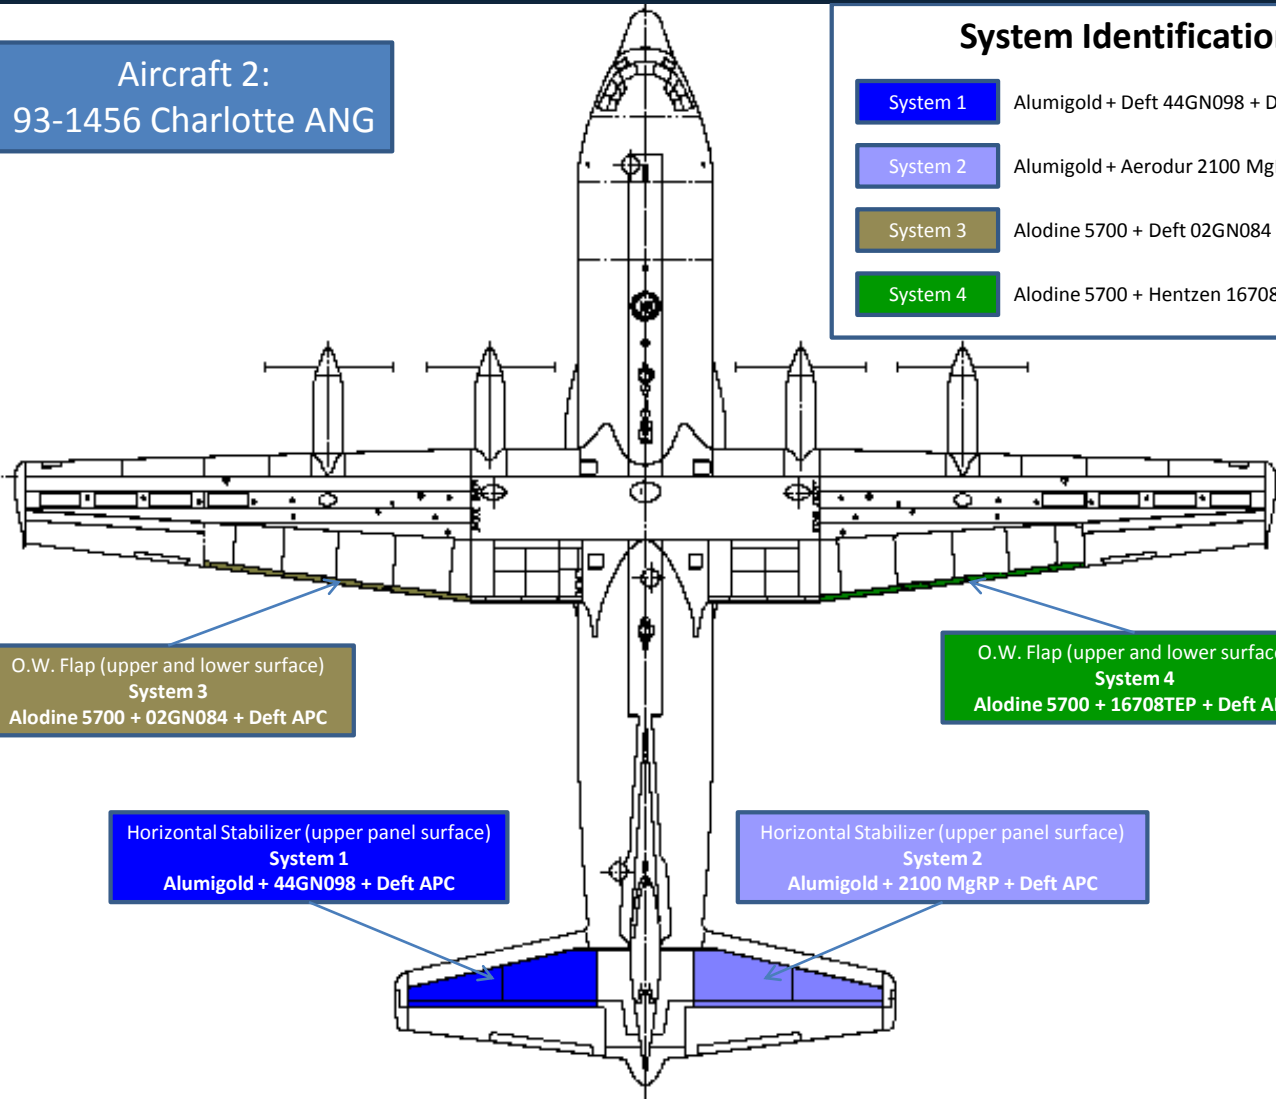 Aircraft 2:
93-1456 Charlotte ANG
System Identification
System 1 Alumigold + Deft 44GN098 + D
System 2 Alumigold + Aerodur 2100 Mg
System 3 Alodine 5700 + Deft 02GN084
System 4 Alodine 5700 + Hentzen 16708
O.W. Flap (upper and lower surface)
System 3
Alodine 5700 + 02GN084 + Deft APC
O.W. Flap (upper and lower surface
System 4
Alodine 5700 + 16708TEP + Deft A
Horizontal Stabilizer (upper panel surface)
System 1
Alumigold + 44GN098 + Deft APC
Horizontal Stabilizer (upper panel surface)
System 2
Alumigold + 2100 MgRP + Deft APC